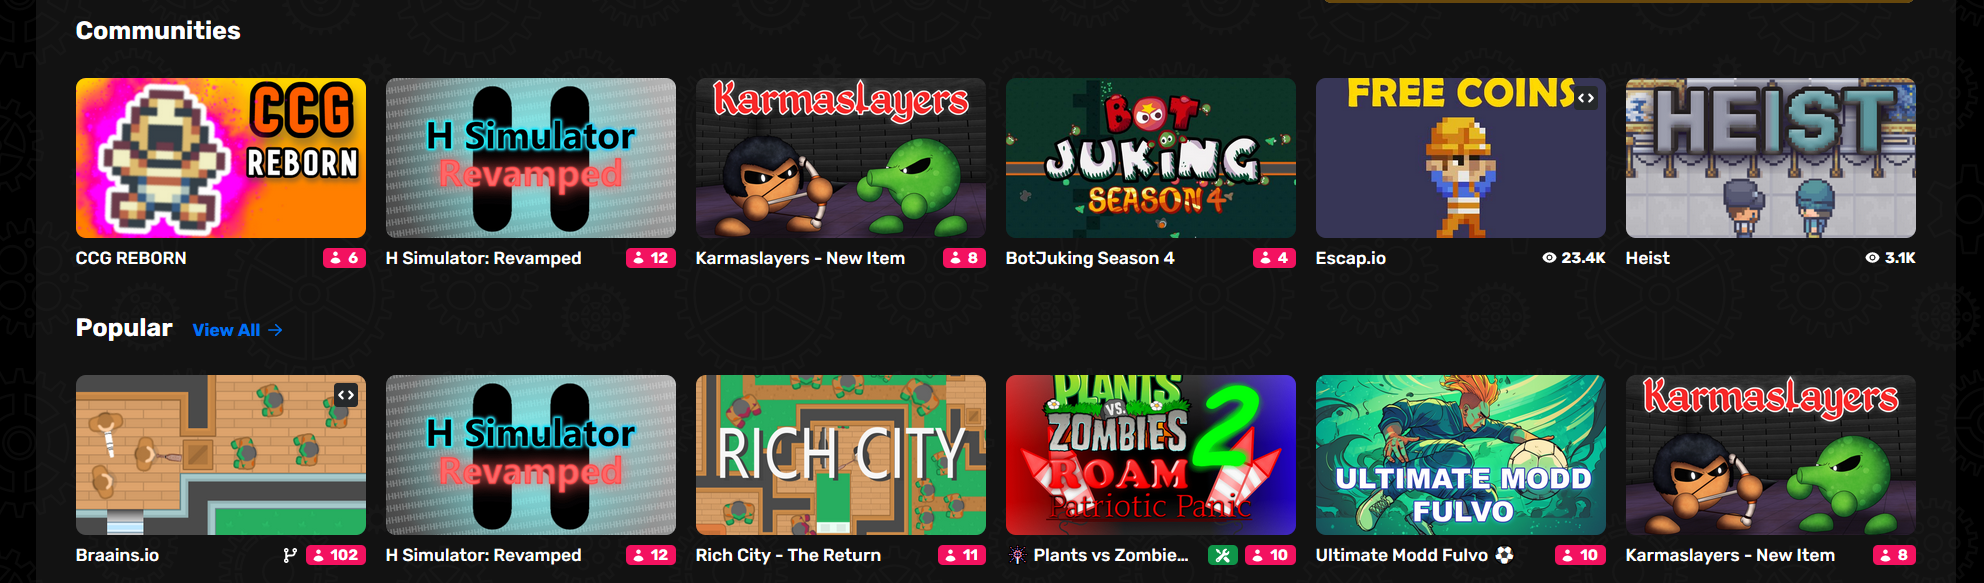 Communities
CCG
REBORN
H Simulator
Revamped
Karmaslayers
BOT
JUKING
SEASON 4
FREE COINS
HEIST
CCG REBORN 6
H Simulator: Revamped 12
Karmaslayers - New Item 8
BotJuking Season 4 4
Escap.io 23.4K
Heist 3.1K
Popular View All →
H Simulator
Revamped
RICH CITY
PLANTS
VS.
ZOMBIES 2
ROAM
Patriotic Panic
ULTIMATE MODD
FULVO
Karmaslayers
Braains.io 102
H Simulator: Revamped 12
Rich City - The Return 11
Plants vs Zombie... 10
Ultimate Modd Fulvo ⚽ 10
Karmaslayers - New Item 8